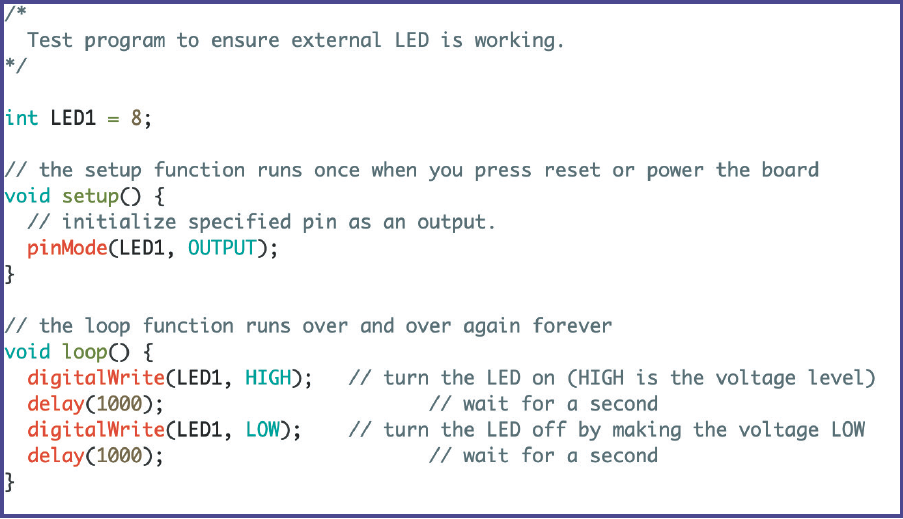 /*
  Test program to ensure external LED is working.
*/

int LED1 = 8;

// the setup function runs once when you press reset or power the board
void setup() {
  // initialize specified pin as an output.
  pinMode(LED1, OUTPUT);
}

// the loop function runs over and over again forever
void loop() {
  digitalWrite(LED1, HIGH);   // turn the LED on (HIGH is the voltage level)
  delay(1000);                       // wait for a second
  digitalWrite(LED1, LOW);    // turn the LED off by making the voltage LOW
  delay(1000);                       // wait for a second
}